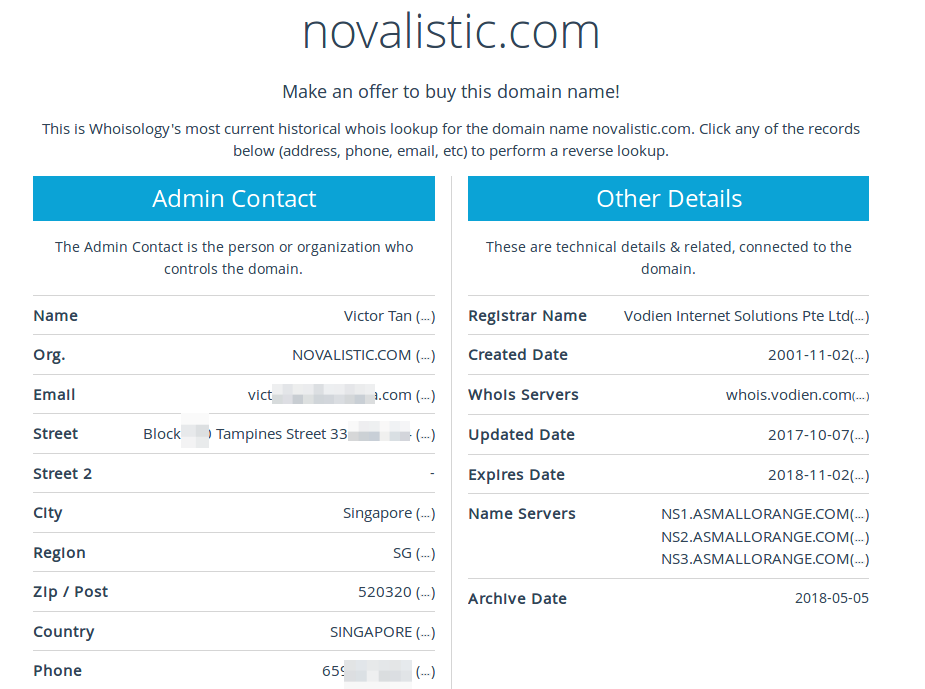 novalistic.com
Make an offer to buy this domain name!
This is Whoisology's most current historical whois lookup for the domain name novalistic.com. Click any of the records
below (address, phone, email, etc) to perform a reverse lookup.
Admin Contact
The Admin Contact is the person or organization who
controls the domain.
Name Victor Tan (...)
Org. NOVALISTIC.COM (...)
Email .com (...)
Street Block Tampines Street 33 (...)
Street 2 -
City Singapore (...)
Region SG (...)
Zip / Post 520320 (...)
Country SINGAPORE (...)
Phone (...)
Other Details
These are technical details & related, connected to the
domain.
Registrar Name Vodien Internet Solutions Pte Ltd(...)
Created Date 2001-11-02(...)
Whois Servers whois.vodien.com(...)
Updated Date 2017-10-07(...)
Expires Date 2018-11-02(...)
Name Servers NS1.ASMALLORANGE.COM(...)
NS2.ASMALLORANGE.COM(...)
NS3.ASMALLORANGE.COM(...)
Archive Date 2018-05-05